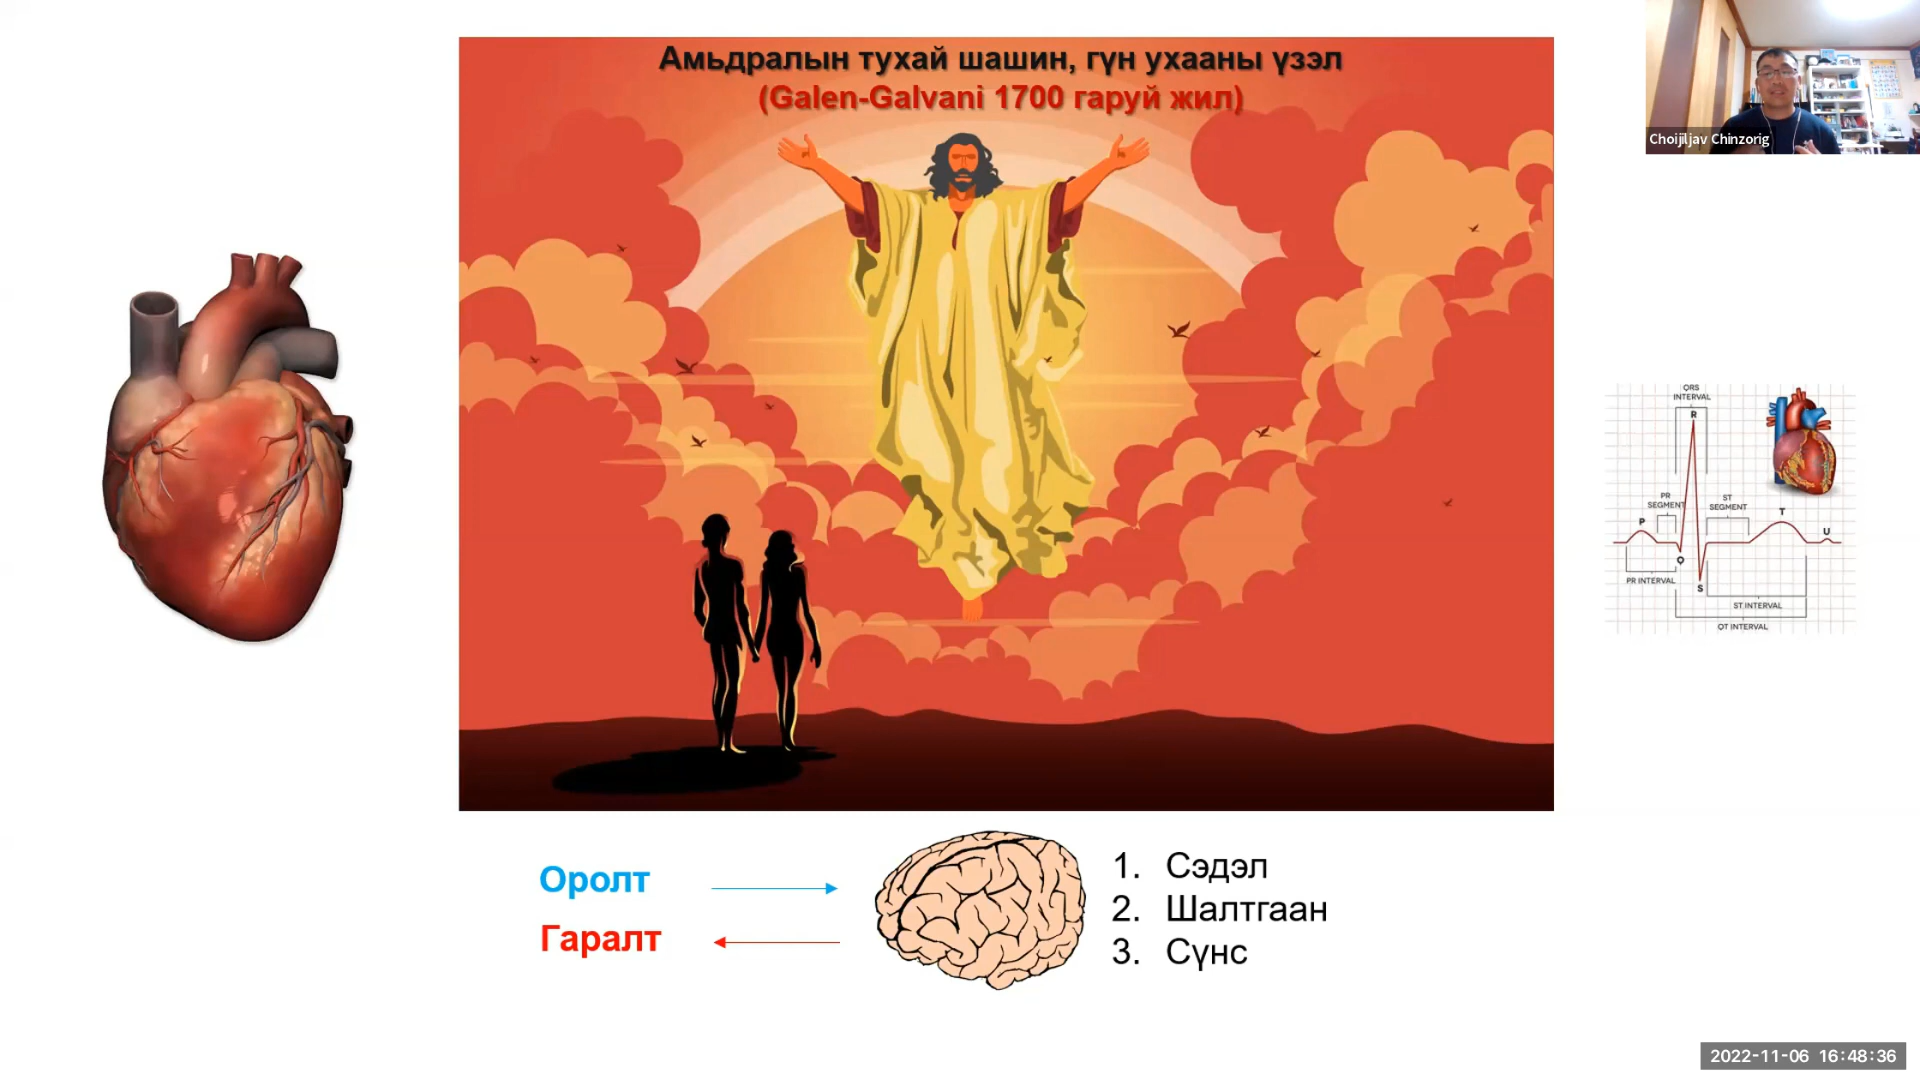 Амьдралын тухай шашин, гүн ухааны үзэл
(Galen-Galvani 1700 гаруй жил)
Choijiljav Chinzorig
QRS
INTERVAL
R
PR
SEGMENT
ST
SEGMENT
P
T
U
Q
PR INTERVAL
S
ST INTERVAL
QT INTERVAL
Оролт
Гаралт
1. Сэдэл
2. Шалтгаан
3. Сүнс
2022-11-06 16:48:36